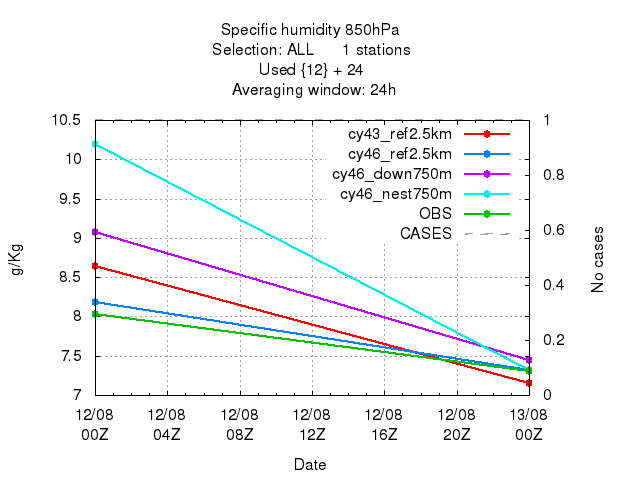 Specific humidity 850hPa
Selection: ALL 1 stations
Used {12} + 24
Averaging window: 24h
10.5
10
9.5
9
8.5
8
7.5
7
g/Kg
cy43_ref2.5km
cy46_ref2.5km
cy46_down750m
cy46_nest750m
OBS
CASES
1
0.8
0.6
0.4
0.2
0
No cases
12/08 12/08 12/08 12/08 12/08 12/08 13/08
00Z 04Z 08Z 12Z 16Z 20Z 00Z
Date